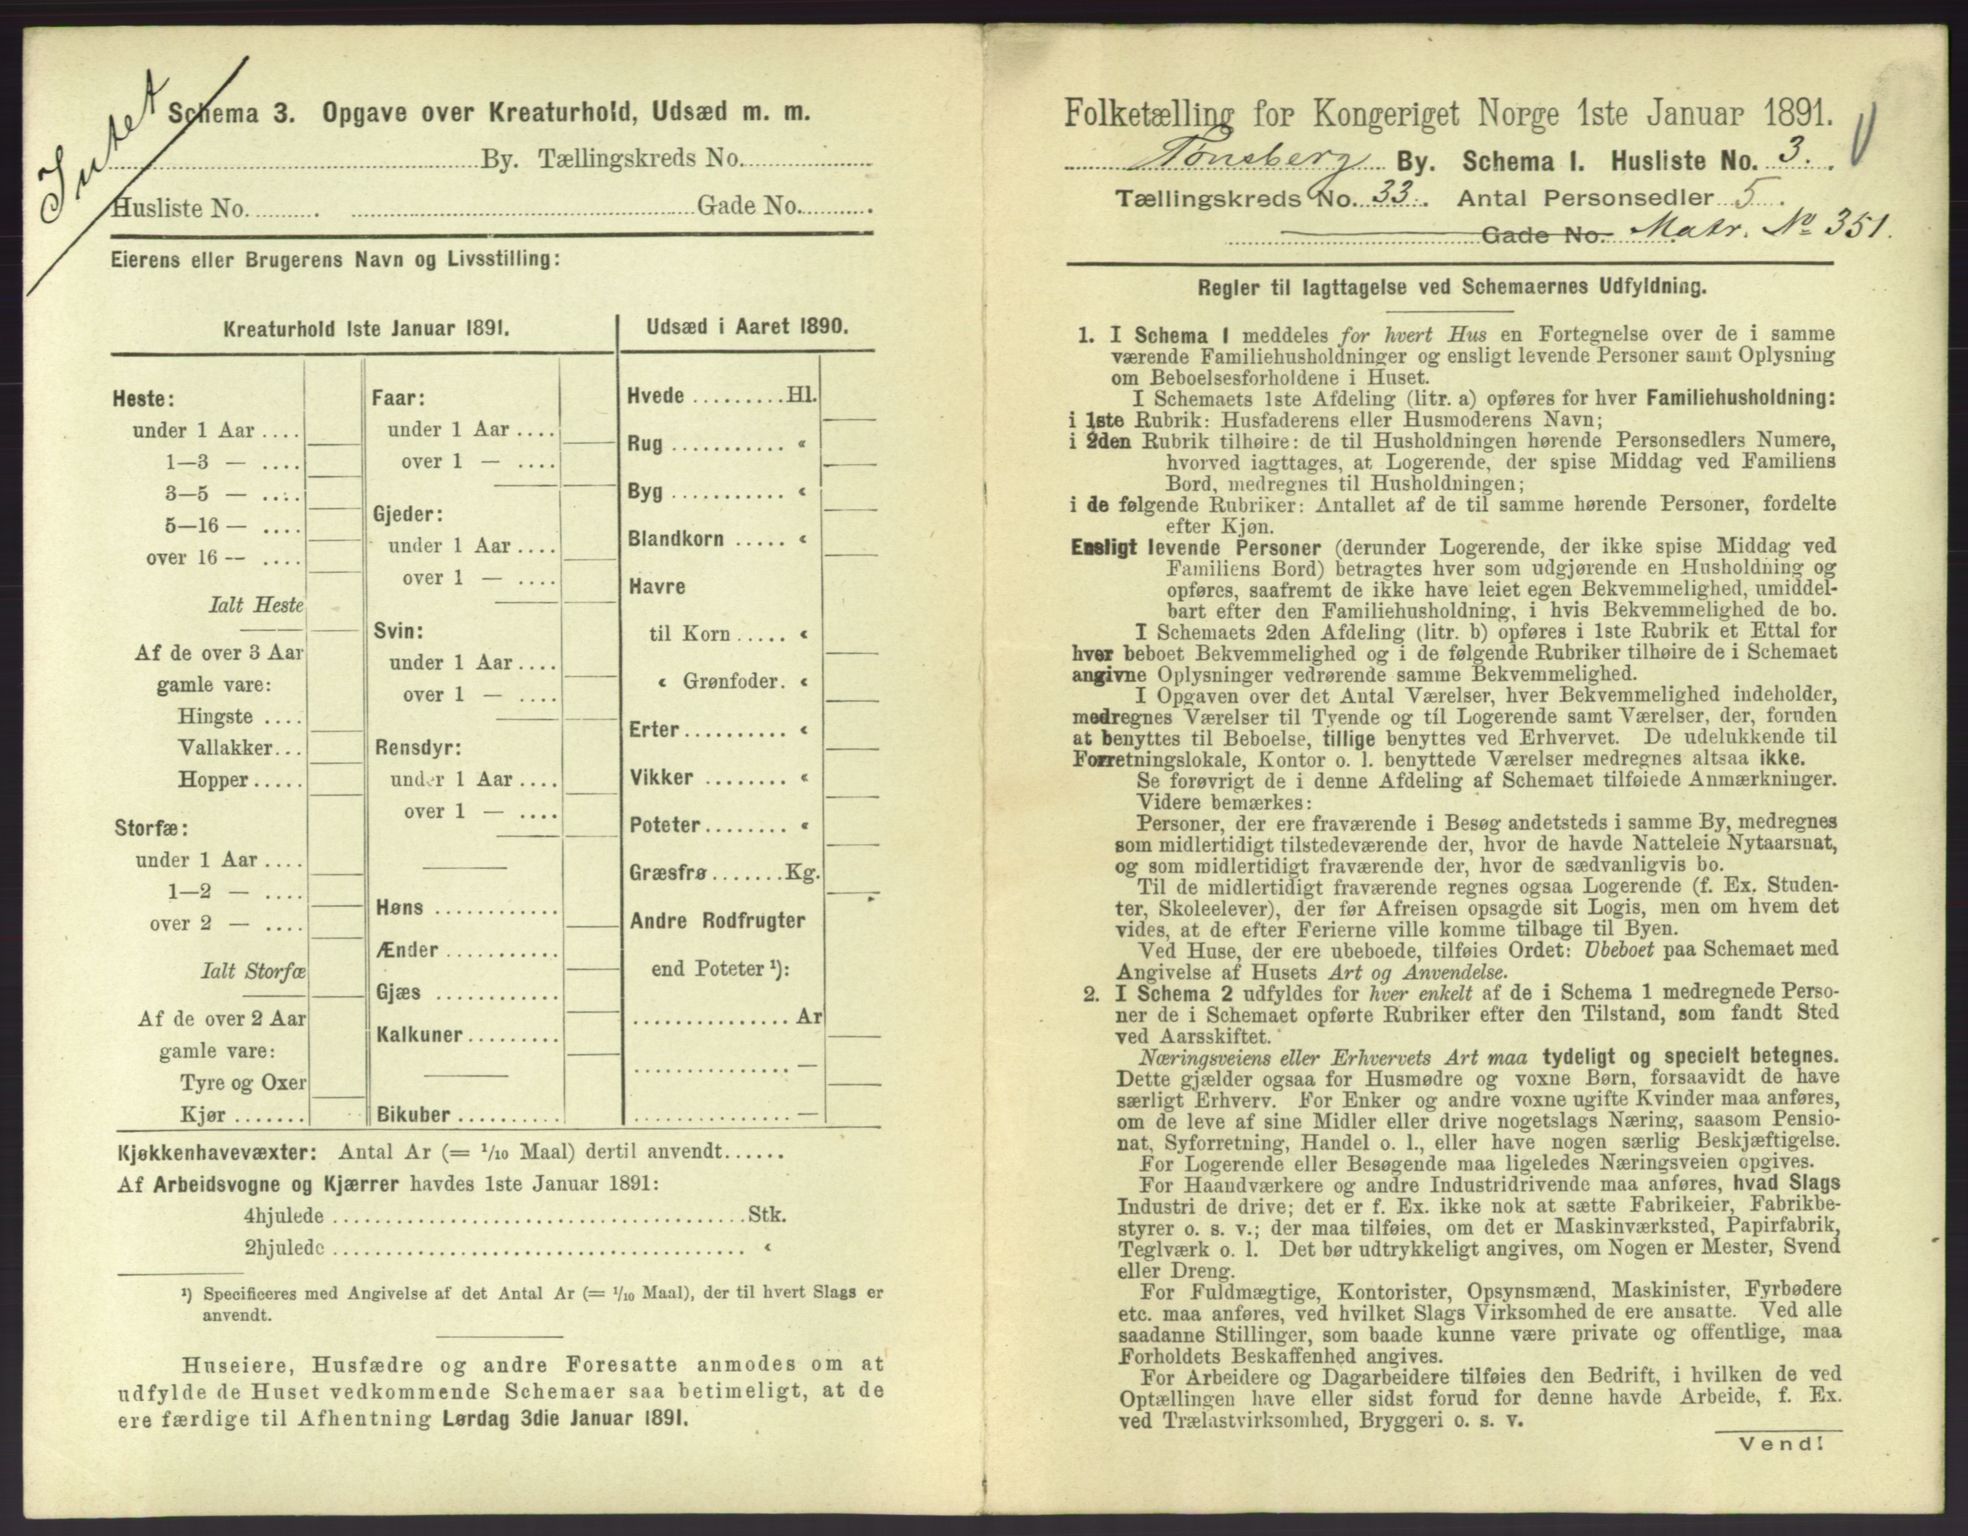 Intet
Schema 3. Opgave over Kreaturhold, Udsæd m. m.
By. Tællingskreds No.
Husliste No. Gade No.
Eierens eller Brugerens Navn og Livsstilling:
Kreaturhold 1ste Januar 1891.
Heste:
under 1 Aar ....
1—3 — ....
3—5 — ....
5—16 — ....
over 16 — ....
Ialt Heste
Af de over 3 Aar
gamle vare:
Hingste ....
Vallakker...
Hopper.....
Storfæ:
under 1 Aar ....
1—2 — ....
over 2 — ....
Ialt Storfæ
Af de over 2 Aar
gamle vare:
Tyre og Oxer
Kjør .......
Faar:
under 1 Aar ....
over 1 — ....
Gjeder:
under 1 Aar ....
over 1 — ....
Svin:
under 1 Aar ....
over 1 — ....
Rensdyr:
under 1 Aar ....
over 1 — ....
Høns ............
Ænder ...........
Gjæs ............
Kalkuner.........
Bikuber ..........
Udsæd i Aaret 1890.
Hvede .........Hl.
Rug ........... «
Byg ........... «
Blandkorn ..... «
Havre
til Korn ..... «
« Grønfoder. «
Erter.......... «
Vikker ........ «
Poteter........ «
Græsfrø.......Kg.
Andre Rodfrugter
end Poteter ¹):
............... Ar
............... —
............... —
Kjøkkenhavevæxter: Antal Ar (= 1/10 Maal) dertil anvendt......
Af Arbeidsvogne og Kjærrer havdes 1ste Januar 1891:
4hjulede ......................................Stk.
2hjulede ...................................... «
¹) Specificeres med Angivelse af det Antal Ar (= 1/10 Maal), der til hvert Slags er
anvendt.
Huseiere, Husfædre og andre Foresatte anmodes om at
udfylde de Huset vedkommende Schemaer saa betimeligt, at de
ere færdige til Afhentning Lørdag 3die Januar 1891.
Folketælling for Kongeriget Norge 1ste Januar 1891.
Tønsberg By. Schema 1. Husliste No. 3.
Tællingskreds No. 33. Antal Personsedler 5.
Gade No. Matr. No 351.
Regler til Iagttagelse ved Schemaernes Udfyldning.
1. I Schema 1 meddeles for hvert Hus en Fortegnelse over de i samme
værende Familiehusholdninger og ensligt levende Personer samt Oplysning
om Beboelsesforholdene i Huset.
I Schemaets 1ste Afdeling (litr. a) opføres for hver Familiehusholdning:
i 1ste Rubrik: Husfaderens eller Husmoderens Navn;
i 2den Rubrik tilhøire: de til Husholdningen hørende Personsedlers Numere,
hvorved iagttages, at Logerende, der spise Middag ved Familiens
Bord, medregnes til Husholdningen;
i de følgende Rubriker: Antallet af de til samme hørende Personer, fordelte
efter Kjøn.
Ensligt levende Personer (derunder Logerende, der ikke spise Middag ved
Familiens Bord) betragtes hver som udgjørende en Husholdning og
opføres, saafremt de ikke have leiet egen Bekvemmelighed, umiddel-
bart efter den Familiehusholdning, i hvis Bekvemmelighed de bo.
I Schemaets 2den Afdeling (litr. b) opføres i 1ste Rubrik et Ettal for
hver beboet Bekvemmelighed og i de følgende Rubriker tilhøire de i Schemaet
angivne Oplysninger vedrørende samme Bekvemmelighed.
I Opgaven over det Antal Værelser, hver Bekvemmelighed indeholder,
medregnes Værelser til Tyende og til Logerende samt Værelser, der, foruden
at benyttes til Beboelse, tillige benyttes ved Erhvervet. De udelukkende til
Forretningslokale, Kontor o. l. benyttede Værelser medregnes altsaa ikke.
Se forøvrigt de i denne Afdeling af Schemaet tilføiede Anmærkninger.
Videre bemærkes:
Personer, der ere fraværende i Besøg andetsteds i samme By, medregnes
som midlertidigt tilstedeværende der, hvor de havde Natteleie Nytaarsnat,
og som midlertidigt fraværende der, hvor de sædvanligvis bo.
Til de midlertidigt fraværende regnes ogsaa Logerende (f. Ex. Studen-
ter, Skoleelever), der før Afreisen opsagde sit Logis, men om hvem det
vides, at de efter Ferierne ville komme tilbage til Byen.
Ved Huse, der ere ubeboede, tilføies Ordet: Ubeboet paa Schemaet med
Angivelse af Husets Art og Anvendelse.
2. I Schema 2 udfyldes for hver enkelt af de i Schema 1 medregnede Perso-
ner de i Schemaet opførte Rubriker efter den Tilstand, som fandt Sted
ved Aarsskiftet.
Næringsveiens eller Erhvervets Art maa tydeligt og specielt betegnes.
Dette gjælder ogsaa for Husmødre og voxne Børn, forsaavidt de have
særligt Erhverv. For Enker og andre voxne ugifte Kvinder maa anføres,
om de leve af sine Midler eller drive nogetslags Næring, saasom Pensio-
nat, Syforretning, Handel o. l., eller have nogen særlig Beskjæftigelse.
For Logerende eller Besøgende maa ligeledes Næringsveien opgives.
For Haandværkere og andre Industridrivende maa anføres, hvad Slags
Industri de drive; det er f. Ex. ikke nok at sætte Fabrikeier, Fabrikbe-
styrer o. s. v.; der maa tilføies, om det er Maskinværksted, Papirfabrik,
Teglværk o. l. Det bør udtrykkeligt angives, om Nogen er Mester, Svend
eller Dreng.
For Fuldmægtige, Kontorister, Opsynsmænd, Maskinister, Fyrbødere
etc. maa anføres, ved hvilket Slags Virksomhed de ere ansatte. Ved alle
saadanne Stillinger, som baade kunne være private og offentlige, maa
Forholdets Beskaffenhed angives.
For Arbeidere og Dagarbeidere tilføies den Bedrift, i hvilken de ved
Optællingen have eller sidst forud for denne havde Arbeide, f. Ex.
ved Trælastvirksomhed, Bryggeri o. s. v.
Vend!